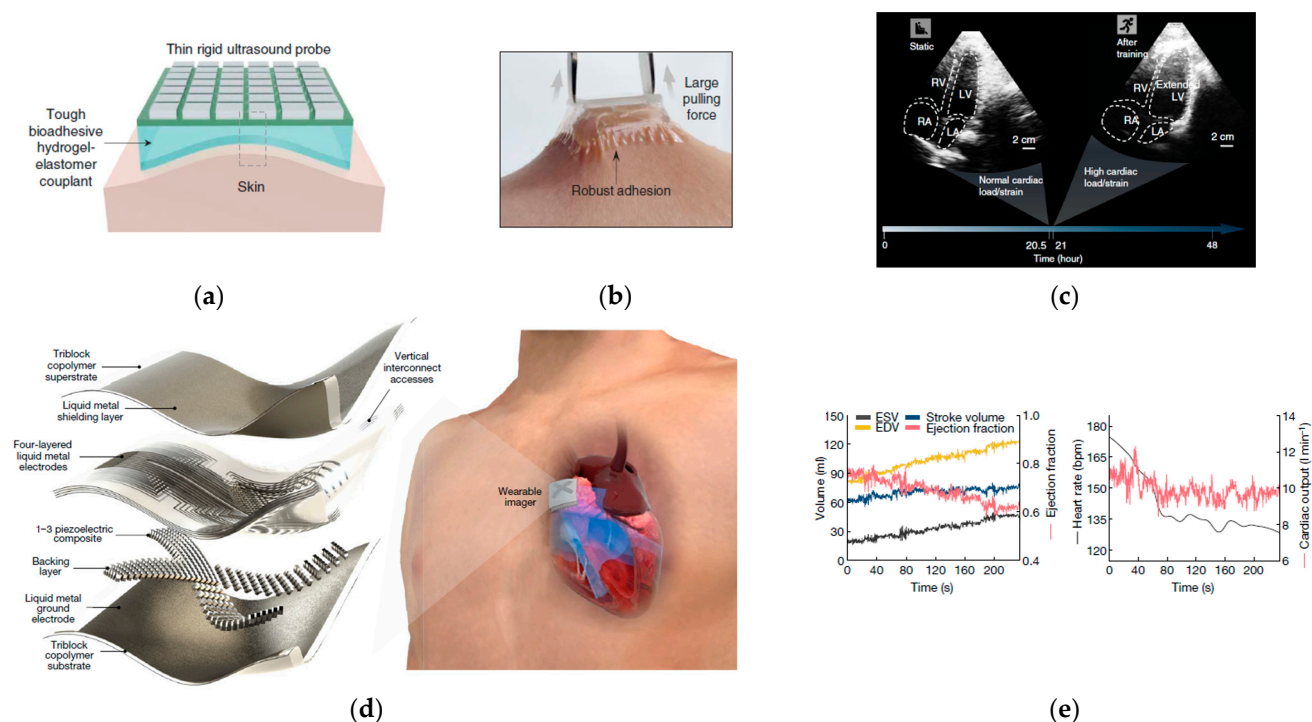 Thin rigid ultrasound probe
Tough
bioadhesive
hydrogel-
elastomer
couplant
Skin
(a)
Large
pulling
force
Robust adhesion
(b)
Static
After
training
RV
LV
RA
LA
2 cm
RV
Extended
LV
RA
LA
2 cm
Normal cardiac
load/strain
High cardiac
load/strain
0
20.5
21
48
Time (hour)
(c)
Triblock
copolymer
superstrate
Liquid metal
shielding layer
Vertical
interconnect
accesses
Four-layered
liquid metal
electrodes
1–3 piezoelectric
composite
Backing
layer
Liquid metal
ground
electrode
Triblock
copolymer
substrate
Wearable
imager
(d)
ESV
EDV
Stroke volume
Ejection fraction
Volume (ml)
150
120
90
60
30
0
1.0
0.8
0.6
0.4
— Ejection fraction
0 40 80 120 160 200
Time (s)
— Heart rate (bpm)
180
165
150
135
120
14
12
10
8
6
— Cardiac output (l min⁻¹)
0 40 80 120 160 200
Time (s)
(e)